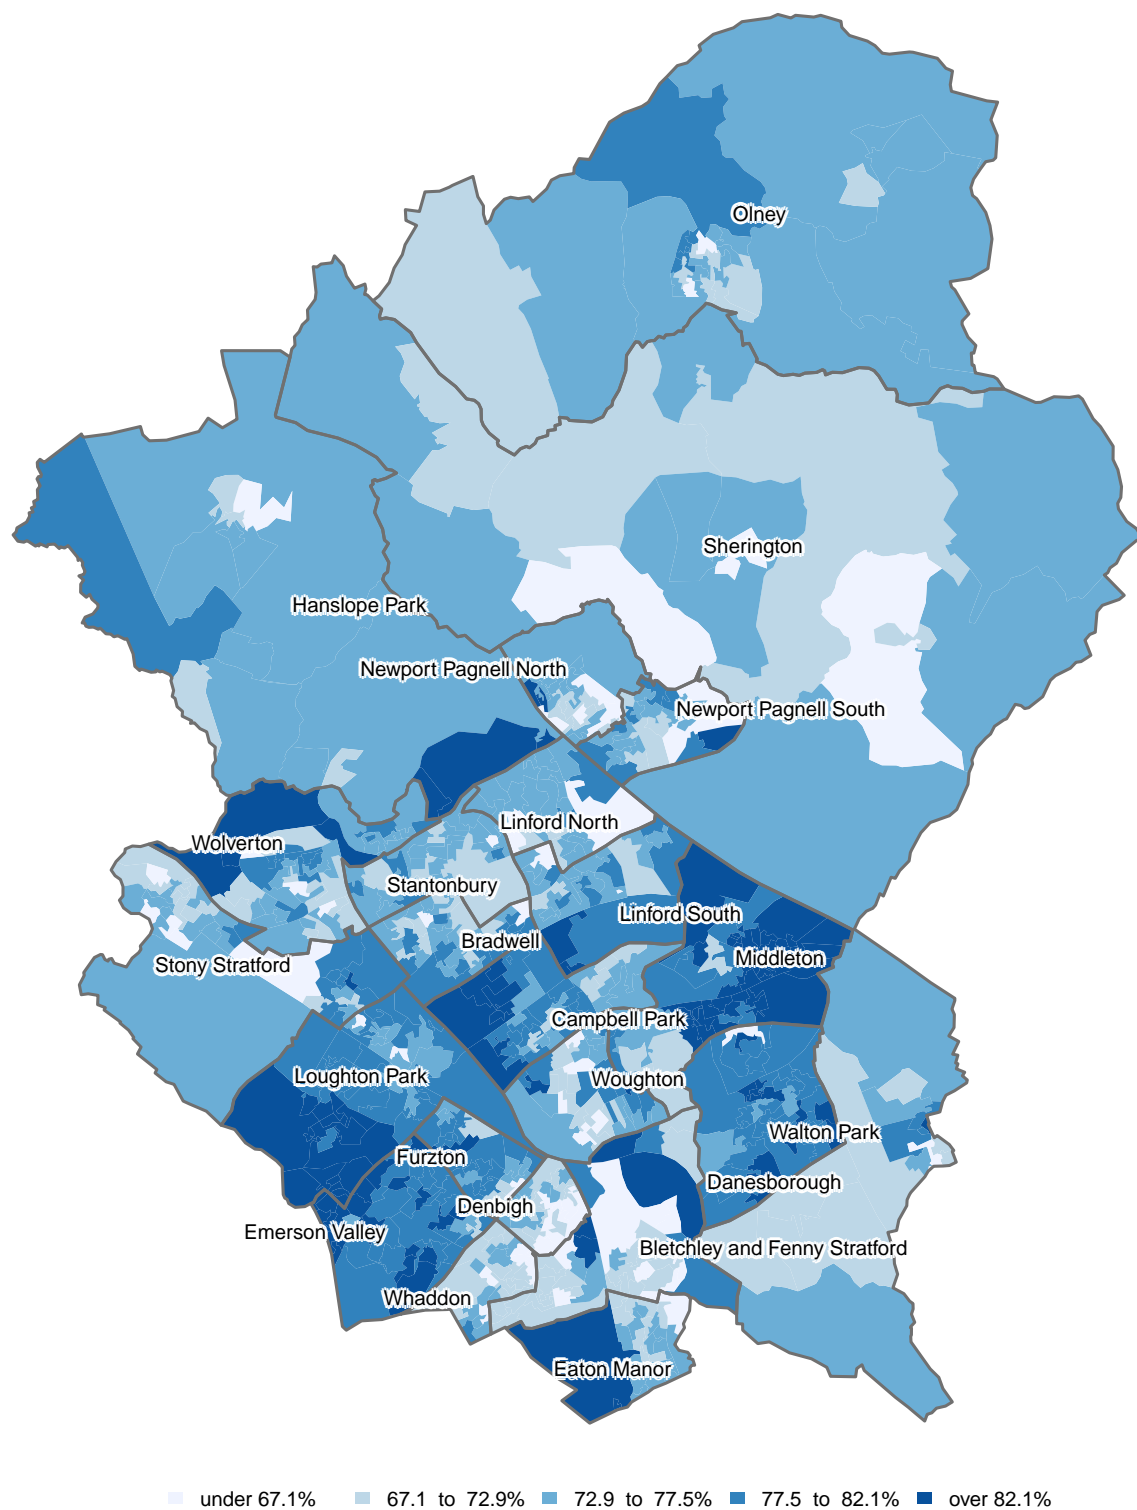 Olney
Sherington
Hanslope Park
Newport Pagnell North
Newport Pagnell South
Linford North
Wolverton
Stantonbury
Linford South
Bradwell
Middleton
Stony Stratford
Campbell Park
Loughton Park
Woughton
Walton Park
Furzton
Danesborough
Denbigh
Emerson Valley
Bletchley and Fenny Stratford
Whaddon
Eaton Manor
under 67.1% 67.1 to 72.9% 72.9 to 77.5% 77.5 to 82.1% over 82.1%